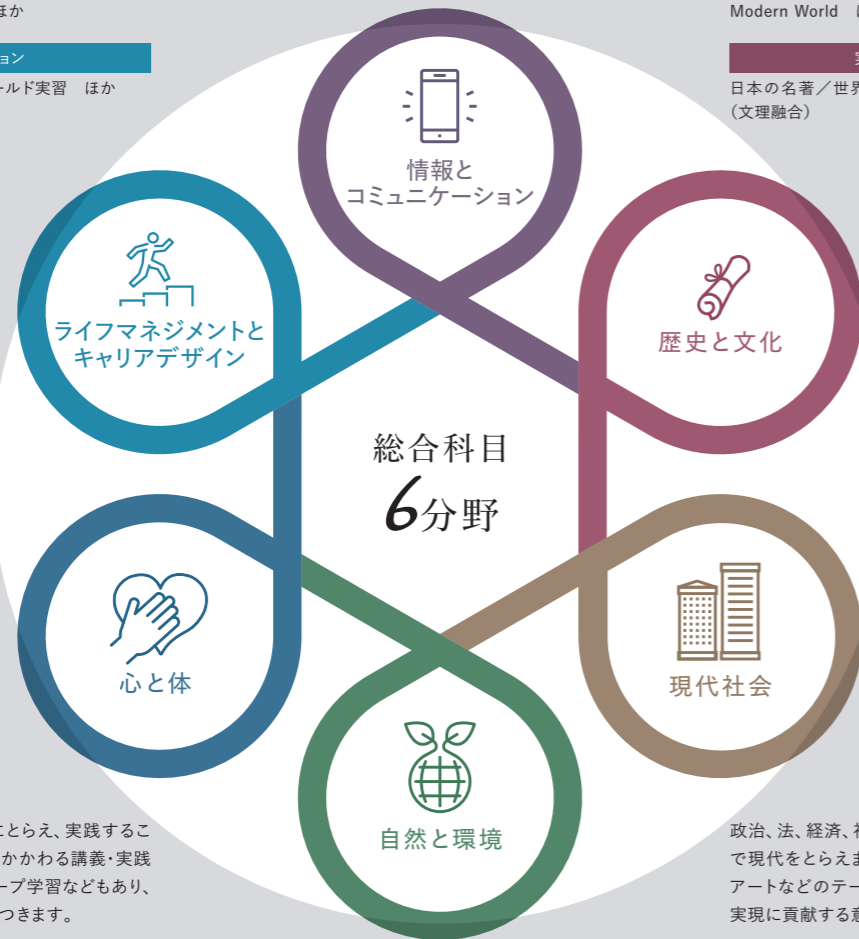 ほか
Modern World
ョン
ールド実習　ほか
日本の名著／世界
（文理融合）
情報と
コミュニケーション
ライフマネジメントと
キャリアデザイン
歴史と文化
総合科目
6分野
心と体
現代社会
自然と環境
にとらえ、実践するこ
かかわる講義・実践
ープ学習などもあり、
つきます。
政治、法、経済、社
で現代をとらえま
アートなどのテー
実現に貢献する意